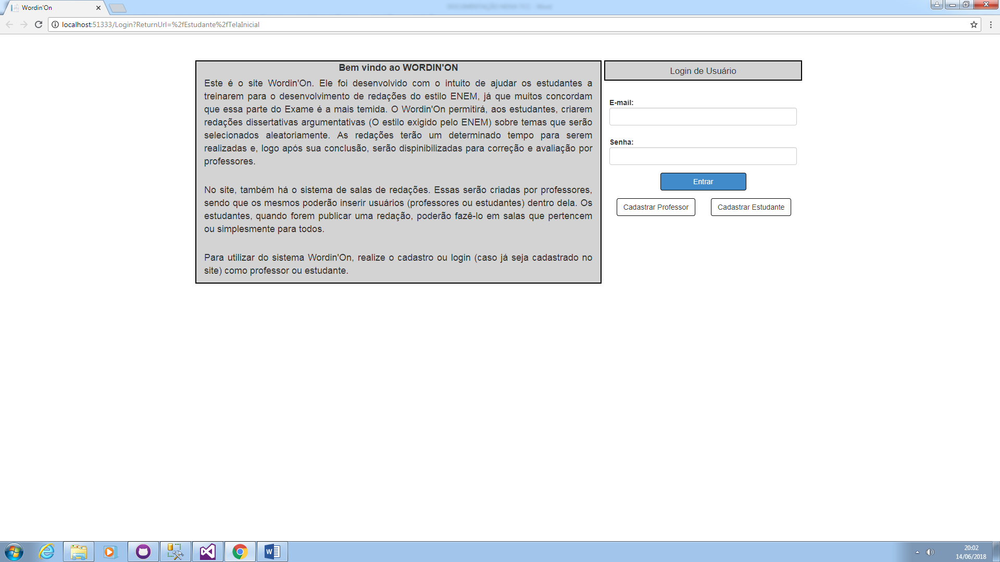 Wordin'On
localhost:51333/Login?ReturnUrl=%2fEstudante%2fTelaInicial
Bem vindo ao WORDIN'ON
Este é o site Wordin'On. Ele foi desenvolvido com o intuito de ajudar os estudantes a
treinarem para o desenvolvimento de redações do estilo ENEM, já que muitos concordam
que essa parte do Exame é a mais temida. O Wordin'On permitirá, aos estudantes, criarem
redações dissertativas argumentativas (O estilo exigido pelo ENEM) sobre temas que serão
selecionados aleatoriamente. As redações terão um determinado tempo para serem
realizadas e, logo após sua conclusão, serão dispinibilizadas para correção e avaliação por
professores.
No site, também há o sistema de salas de redações. Essas serão criadas por professores,
sendo que os mesmos poderão inserir usuários (professores ou estudantes) dentro dela. Os
estudantes, quando forem publicar uma redação, poderão fazê-lo em salas que pertencem
ou simplesmente para todos.
Para utilizar do sistema Wordin'On, realize o cadastro ou login (caso já seja cadastrado no
site) como professor ou estudante.
Login de Usuário
E-mail:
Senha:
Entrar
Cadastrar Professor
Cadastrar Estudante
20:02
14/06/2018